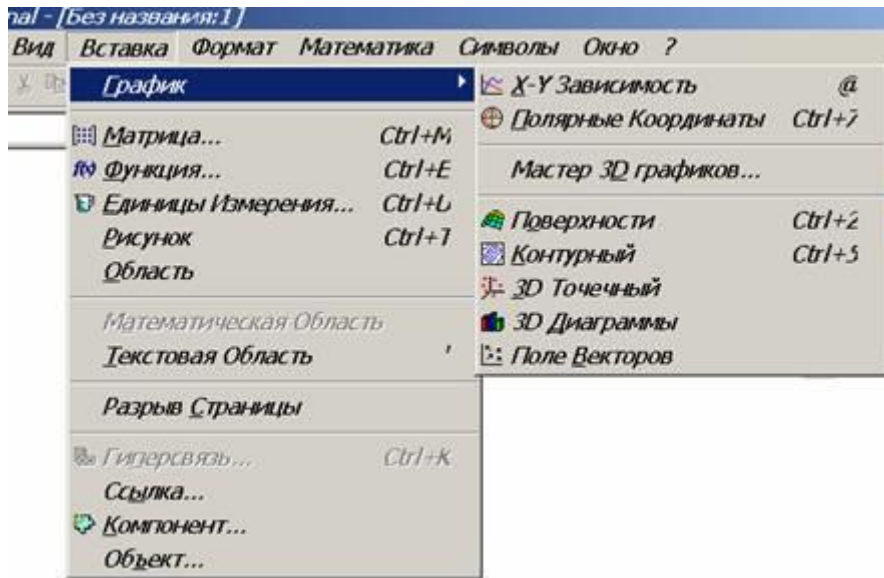 nal - [Без названия:1]
Вид Вставка Формат Математика Символы Окно ?
График
Матрица... Ctrl+M
f(x) Функция... Ctrl+E
Единицы Измерения... Ctrl+U
Рисунок Ctrl+T
Область
Математическая Область
Текстовая Область '
Разрыв Страницы
Гиперсвязь... Ctrl+K
Ссылка...
Компонент...
Объект...
X-Y Зависимость @
Полярные Координаты Ctrl+7
Мастер 3D графиков...
Поверхности Ctrl+2
Контурный Ctrl+5
3D Точечный
3D Диаграммы
Поле Векторов